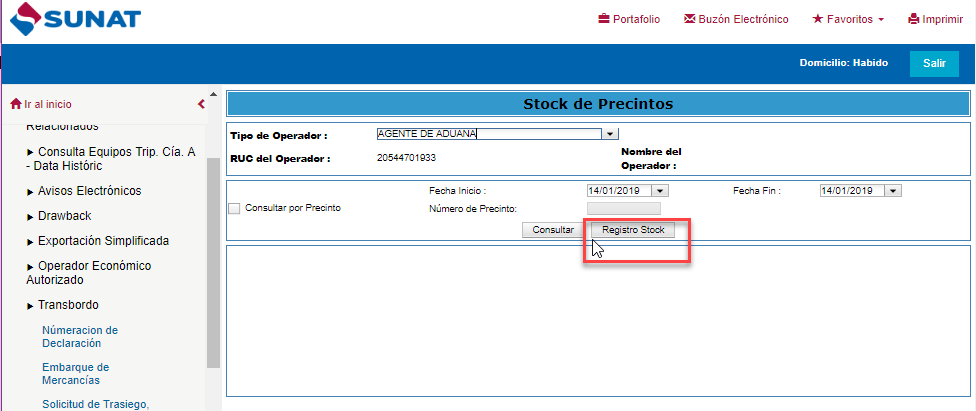 SUNAT
Portafolio
Buzón Electrónico
Favoritos
Imprimir
Domicilio: Habido
Salir
Ir al inicio
Relacionados
Consulta Equipos Trip. Cía. A
- Data Históric
Avisos Electrónicos
Drawback
Exportación Simplificada
Operador Económico
Autorizado
Transbordo
Númeracion de
Declaración
Embarque de
Mercancías
Solicitud de Trasiego,
Stock de Precintos
Tipo de Operador :
AGENTE DE ADUANA
RUC del Operador :
20544701933
Nombre del
Operador :
Fecha Inicio :
14/01/2019
Fecha Fin :
14/01/2019
Consultar por Precinto
Número de Precinto:
Consultar
Registro Stock